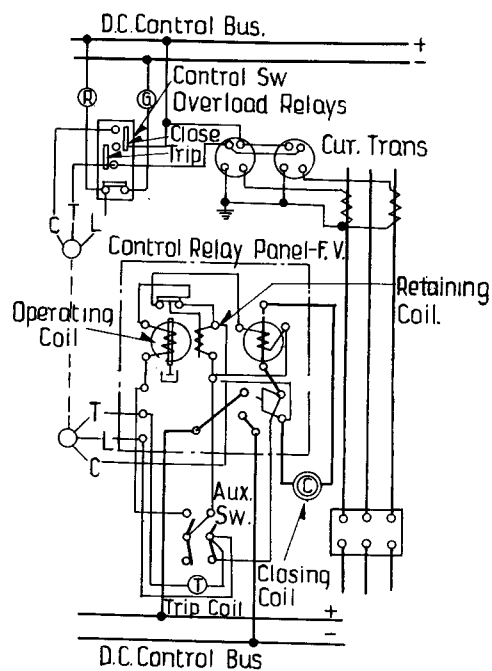 D.C.Control Bus.
+
−
Control Sw
R
G
Overload Relays
Close
Trip
Cur. Trans
C
T
L
Control Relay Panel-F.V.
Retaining
Coil.
Operating
Coil
T
L
C
Aux.
Sw.
C
T
Closing
Coil
Trip Coil
+
−
D.C.Control Bus